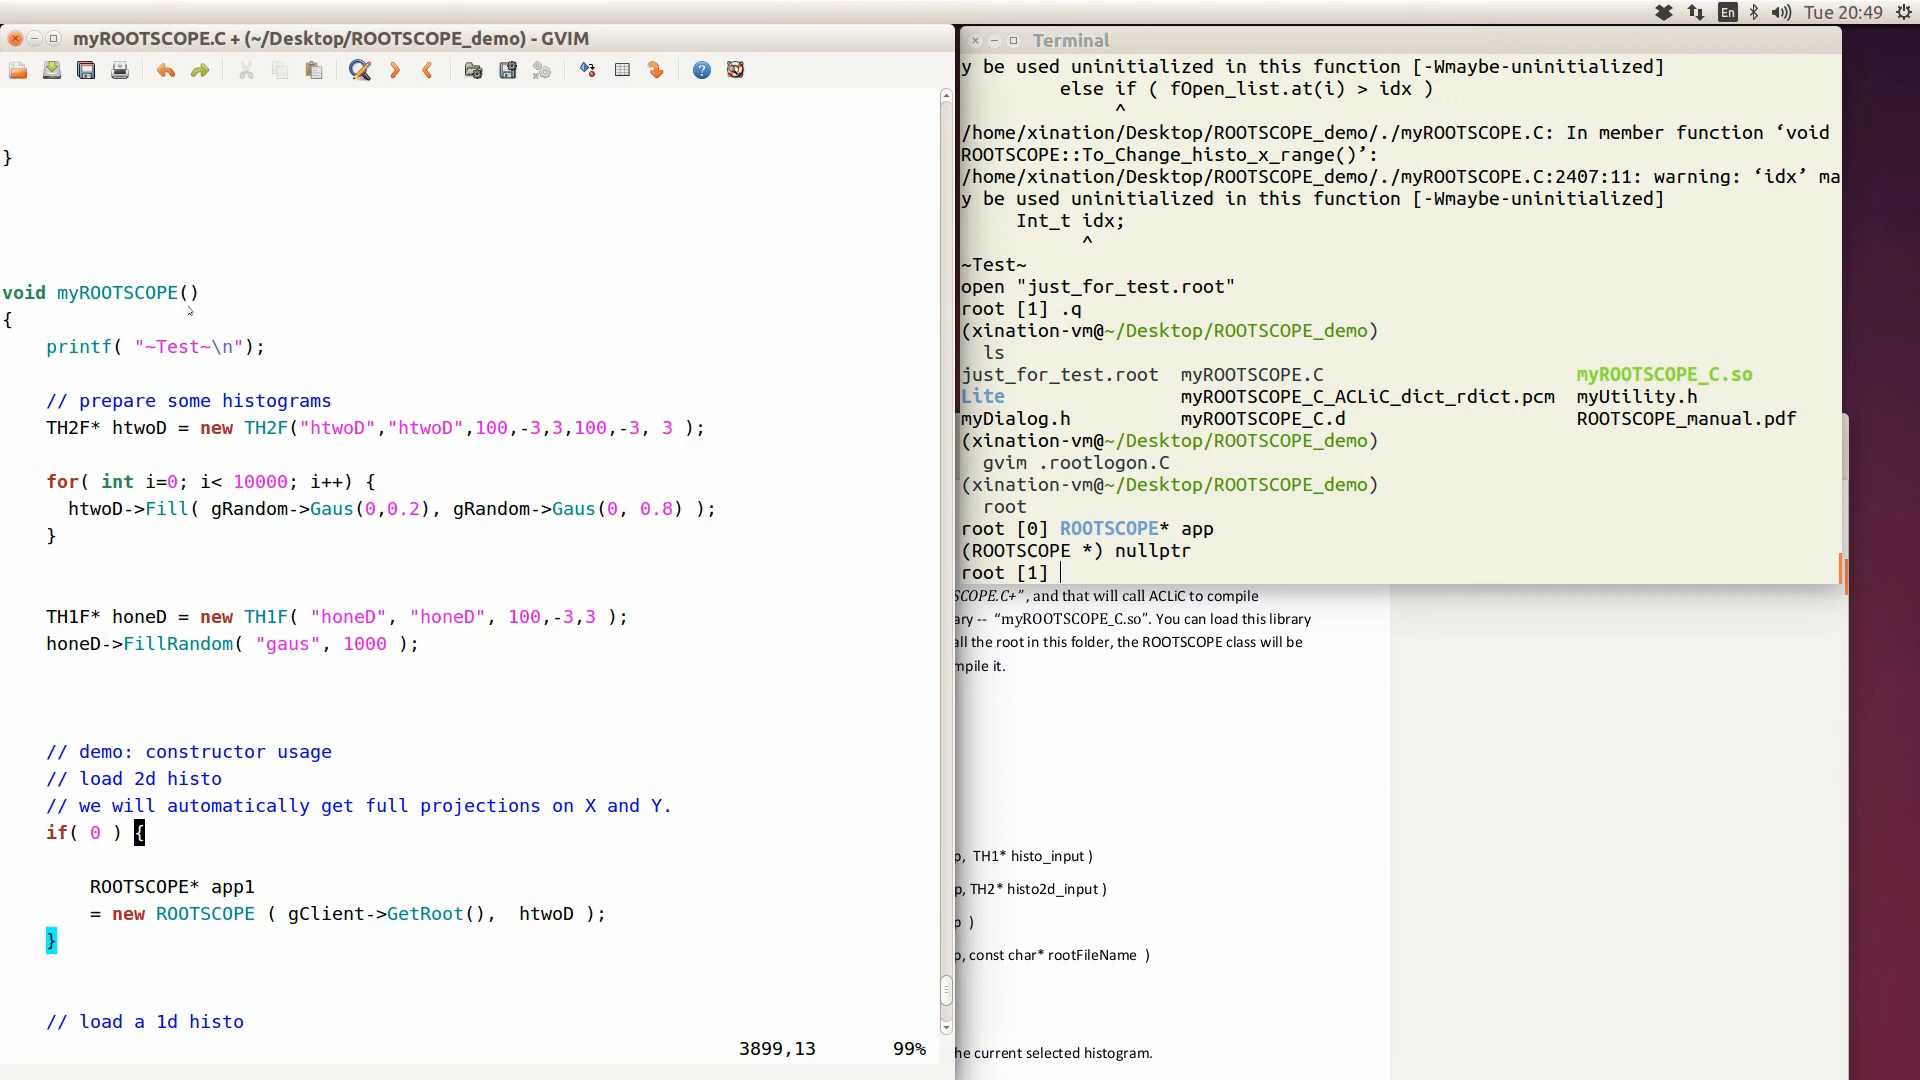 En
Tue 20:49
myROOTSCOPE.C + (~/Desktop/ROOTSCOPE_demo) - GVIM
}
void myROOTSCOPE()
{
printf( "~Test~\n");
// prepare some histograms
TH2F* htwoD = new TH2F("htwoD","htwoD",100,-3,3,100,-3, 3 );
for( int i=0; i< 10000; i++) {
htwoD->Fill( gRandom->Gaus(0,0.2), gRandom->Gaus(0, 0.8) );
}
TH1F* honeD = new TH1F( "honeD", "honeD", 100,-3,3 );
honeD->FillRandom( "gaus", 1000 );
// demo: constructor usage
// load 2d histo
// we will automatically get full projections on X and Y.
if( 0 ) {
ROOTSCOPE* app1
= new ROOTSCOPE ( gClient->GetRoot(),  htwoD );
}
// load a 1d histo
3899,13 99%
Terminal
y be used uninitialized in this function [-Wmaybe-uninitialized]
else if ( fOpen_list.at(i) > idx )
^
/home/xination/Desktop/ROOTSCOPE_demo/./myROOTSCOPE.C: In member function ‘void
ROOTSCOPE::To_Change_histo_x_range()’:
/home/xination/Desktop/ROOTSCOPE_demo/./myROOTSCOPE.C:2407:11: warning: ‘idx’ ma
y be used uninitialized in this function [-Wmaybe-uninitialized]
Int_t idx;
^
~Test~
open "just_for_test.root"
root [1] .q
(xination-vm@~/Desktop/ROOTSCOPE_demo)
ls
just_for_test.root  myROOTSCOPE.C  myROOTSCOPE_C.so
Lite  myROOTSCOPE_C_ACLiC_dict_rdict.pcm  myUtility.h
myDialog.h  myROOTSCOPE_C.d  ROOTSCOPE_manual.pdf
(xination-vm@~/Desktop/ROOTSCOPE_demo)
gvim .rootlogon.C
(xination-vm@~/Desktop/ROOTSCOPE_demo)
root
root [0] ROOTSCOPE* app
(ROOTSCOPE *) nullptr
root [1]
SCOPE.C+”, and that will call ACLiC to compile
ary -- “myROOTSCOPE_C.so”. You can load this library
all the root in this folder, the ROOTSCOPE class will be
mpile it.
p, TH1* histo_input )
p, TH2* histo2d_input )
p )
p, const char* rootFileName )
he current selected histogram.